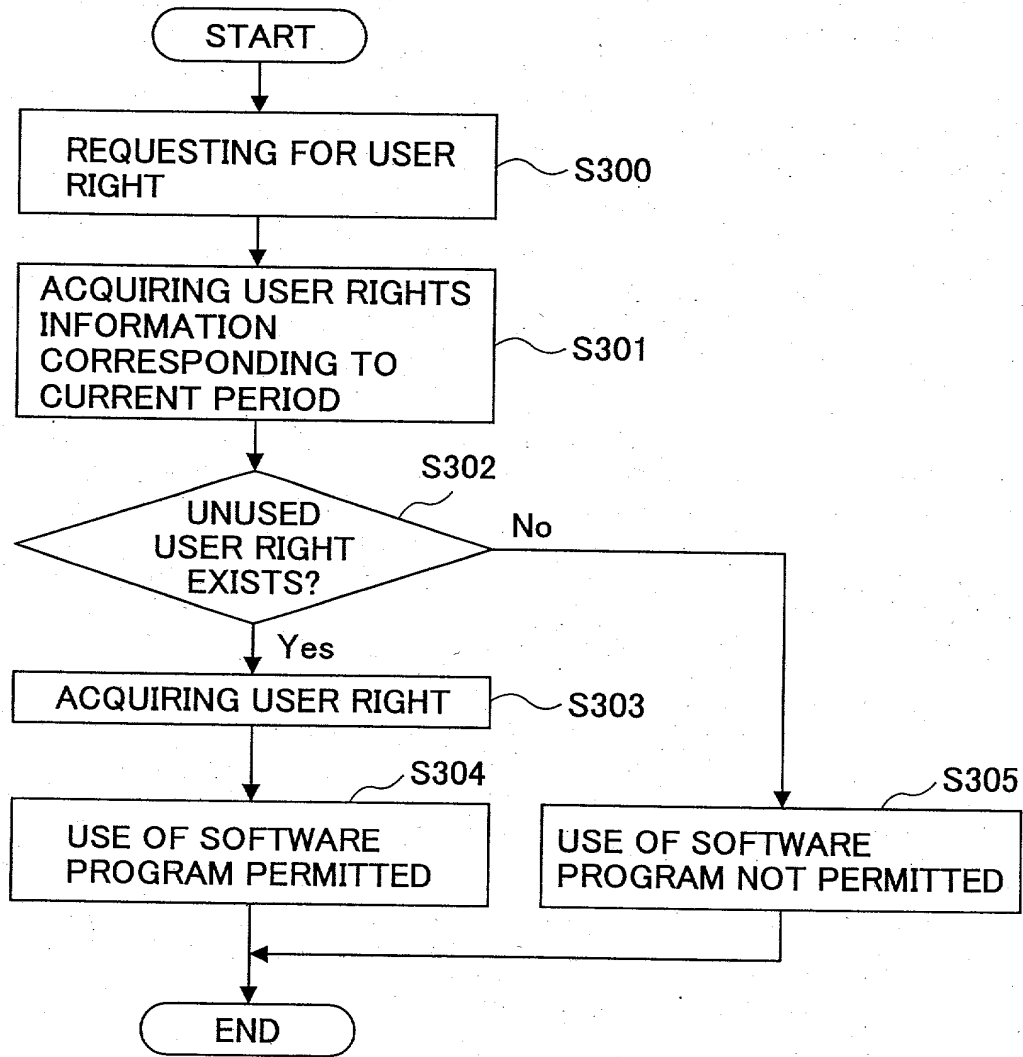 START
REQUESTING FOR USER
RIGHT
S300
ACQUIRING USER RIGHTS
INFORMATION
CORRESPONDING TO
CURRENT PERIOD
S301
S302
UNUSED
USER RIGHT
EXISTS?
No
Yes
ACQUIRING USER RIGHT
S303
S304
USE OF SOFTWARE
PROGRAM PERMITTED
S305
USE OF SOFTWARE
PROGRAM NOT PERMITTED
END